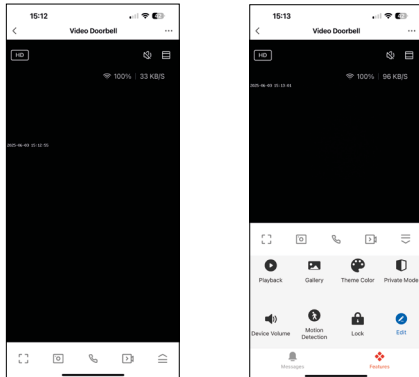 15:12
Video Doorbell
HD
100% | 33 KB/S
2025-06-03 15:12:55
15:13
Video Doorbell
HD
100% | 96 KB/S
2025-06-03 15:13:01
Playback Gallery Theme Color Private Mode
Device Volume Motion Detection Lock Edit
Messages Features